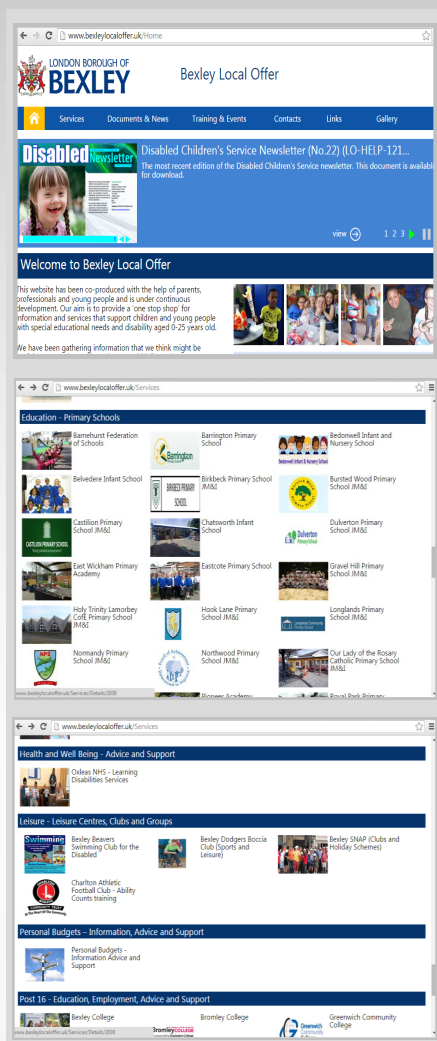 www.bexleylocaloffer.uk/Home
LONDON BOROUGH OF
BEXLEY
Bexley Local Offer
Services Documents & News Training & Events Contacts Links Gallery
Disabled Newsletter
Disabled Children's Service Newsletter (No.22) (LO-HELP-121...
The most recent edition of the Disabled Children's Service newsletter. This document is available
for download.
view 1 2 3
Welcome to Bexley Local Offer
This website has been co-produced with the help of parents,
professionals and young people and is under continuous
development. Our aim is to provide a 'one stop shop' for
information and services that support children and young people
with special educational needs and disability aged 0-25 years old.
We have been gathering information that we think might be
www.bexleylocaloffer.uk/Services
Education - Primary Schools
Barnehurst Federation
of Schools
Barrington
Barrington Primary
School
Bedonwell Infant & Nursery School
Bedonwell Infant and
Nursery School
Belvedere Infant School
BIRKBECK PRIMARY
SCHOOL
Birkbeck Primary School
JM&I
Bursted Wood Primary
School JM&I
CASTILION PRIMARY SCHOOL
Castilion Primary
School JM&I
Chatsworth Infant
School
Dulverton
Primary School
Dulverton Primary
School JM&I
East Wickham Primary
Academy
Eastcote Primary School
Gravel Hill Primary
School JM&I
Holy Trinity Lamorbey
CofE Primary School
JM&I
Hook Lane Primary
School JM&I
Longlands Primary
School JM&I
NPS
Normandy Primary
School JM&I
Northwood Primary
School JM&I
Our Lady of the Rosary
Catholic Primary School
JM&I
Pioneer Academy
Royal Park Primary
www.bexleylocaloffer.uk/Services/Details/2030
www.bexleylocaloffer.uk/Services
Health and Well Being - Advice and Support
Oxleas NHS - Learning
Disabilities Services
Leisure - Leisure Centres, Clubs and Groups
Swimming
Bexley Beavers
Swimming Club for the
Disabled
Bexley Dodgers Boccia
Club (Sports and
Leisure)
Bexley SNAP (Clubs and
Holiday Schemes)
Charlton Athletic
Football Club - Ability
Counts training
Personal Budgets – Information, Advice and Support
Personal Budgets -
Information Advice and
Support
Post 16 - Education, Employment, Advice and Support
Bexley College
BromleyCOLLEGE
Bromley College
Greenwich
Community
College
Greenwich Community
College
www.bexleylocaloffer.uk/Services/Details/2030